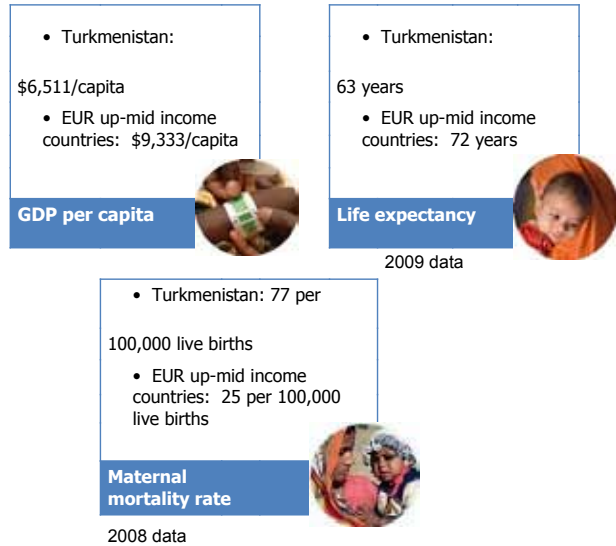 • Turkmenistan:
$6,511/capita
• EUR up-mid income
countries: $9,333/capita
GDP per capita
• Turkmenistan:
63 years
• EUR up-mid income
countries: 72 years
Life expectancy
2009 data
• Turkmenistan: 77 per
100,000 live births
• EUR up-mid income
countries: 25 per 100,000
live births
Maternal
mortality rate
2008 data